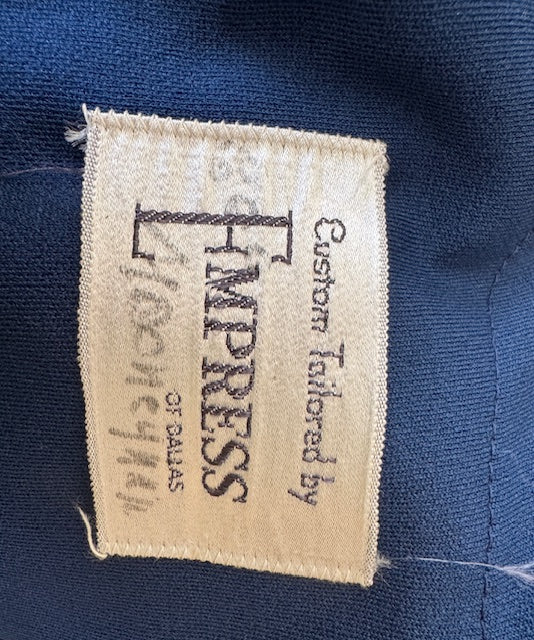 Custom Tailored by
EMPRESS
OF DALLAS